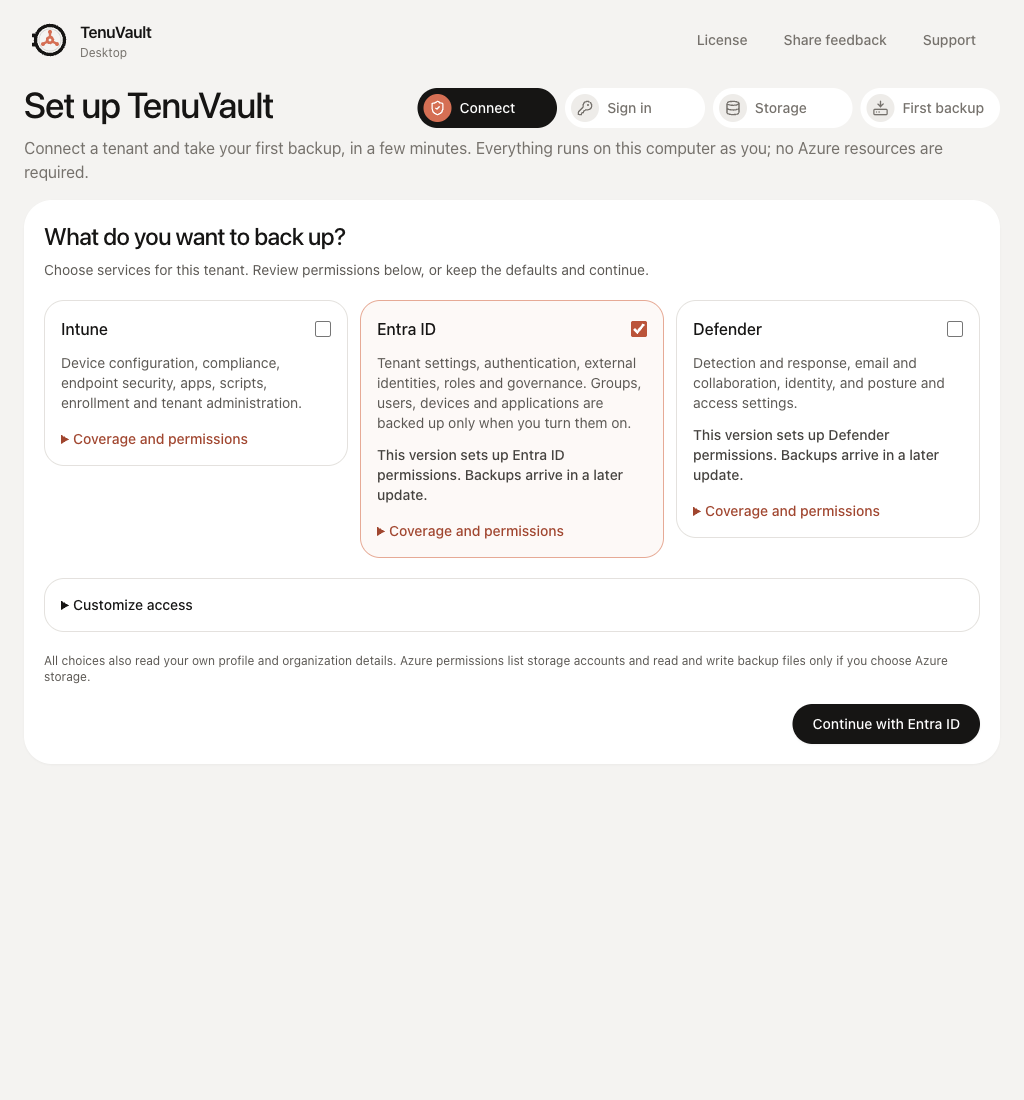 TenuVault
Desktop
License
Share feedback
Support
Set up TenuVault
Connect
Sign in
Storage
First backup
Connect a tenant and take your first backup, in a few minutes. Everything runs on this computer as you; no Azure resources are
required.
What do you want to back up?
Choose services for this tenant. Review permissions below, or keep the defaults and continue.
Intune
Device configuration, compliance,
endpoint security, apps, scripts,
enrollment and tenant administration.
Coverage and permissions
Entra ID
Tenant settings, authentication, external
identities, roles and governance. Groups,
users, devices and applications are
backed up only when you turn them on.
This version sets up Entra ID
permissions. Backups arrive in a later
update.
Coverage and permissions
Defender
Detection and response, email and
collaboration, identity, and posture and
access settings.
This version sets up Defender
permissions. Backups arrive in a later
update.
Coverage and permissions
Customize access
All choices also read your own profile and organization details. Azure permissions list storage accounts and read and write backup files only if you choose Azure
storage.
Continue with Entra ID